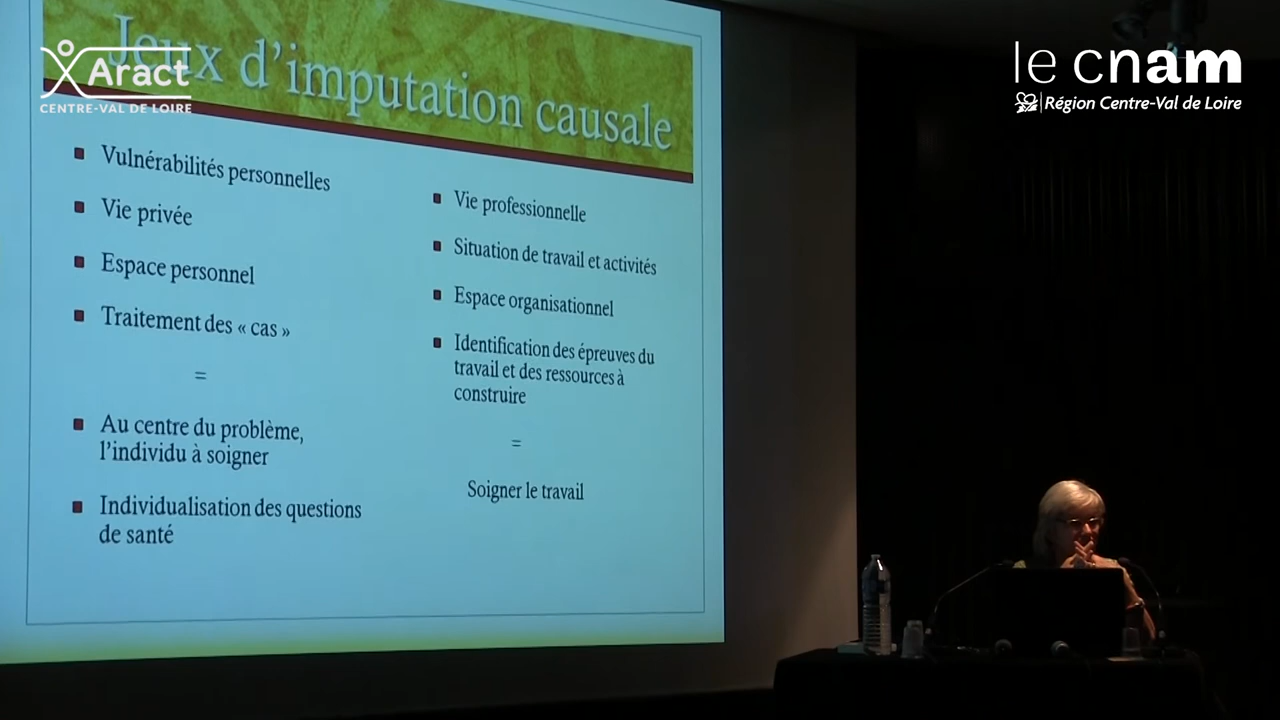 Jeux d'imputation causale
Aract
CENTRE-VAL DE LOIRE
le cnam
Région Centre-Val de Loire
Vulnérabilités personnelles
Vie privée
Espace personnel
Traitement des « cas »
=
Au centre du problème,
l'individu à soigner
Individualisation des questions
de santé
Vie professionnelle
Situation de travail et activités
Espace organisationnel
Identification des épreuves du
travail et des ressources à
construire
=
Soigner le travail